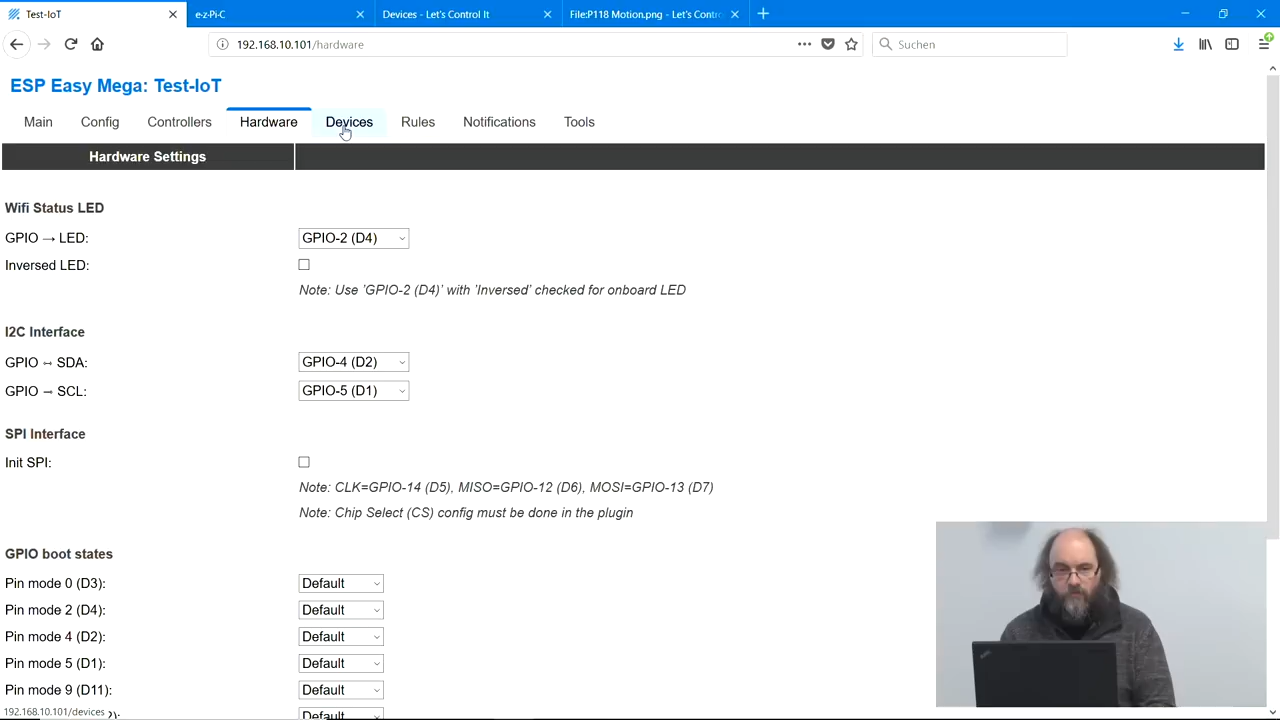 Test-IoT
e-z-Pi-C
Devices - Let's Control It
File:P118 Motion.png - Let's Contr
192.168.10.101/hardware
Suchen
ESP Easy Mega: Test-IoT
Main Config Controllers Hardware Devices Rules Notifications Tools
Hardware Settings
Wifi Status LED
GPIO → LED: GPIO-2 (D4)
Inversed LED:
Note: Use 'GPIO-2 (D4)' with 'Inversed' checked for onboard LED
I2C Interface
GPIO ↔ SDA: GPIO-4 (D2)
GPIO → SCL: GPIO-5 (D1)
SPI Interface
Init SPI:
Note: CLK=GPIO-14 (D5), MISO=GPIO-12 (D6), MOSI=GPIO-13 (D7)
Note: Chip Select (CS) config must be done in the plugin
GPIO boot states
Pin mode 0 (D3): Default
Pin mode 2 (D4): Default
Pin mode 4 (D2): Default
Pin mode 5 (D1): Default
Pin mode 9 (D11): Default
192.168.10.101/devices
Default